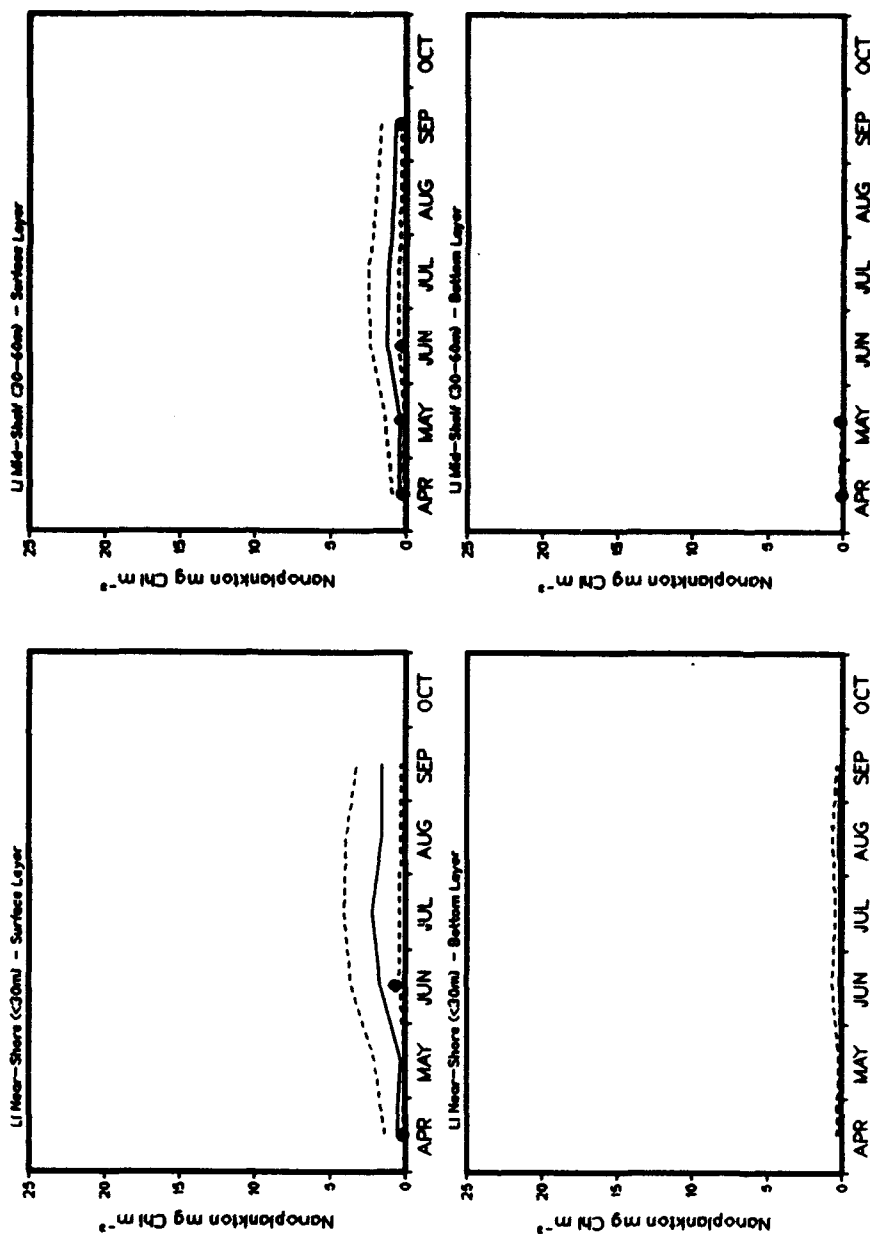 LI Near-Shore (<30m) - Surface Layer
25
20
15
10
5
0
Nanoplankton mg Chl m⁻³
APR MAY JUN JUL AUG SEP OCT
LI Mid-Shelf (30-60m) - Surface Layer
25
20
15
10
5
0
Nanoplankton mg Chl m⁻³
APR MAY JUN JUL AUG SEP OCT
LI Near-Shore (<30m) - Bottom Layer
25
20
15
10
5
0
Nanoplankton mg Chl m⁻³
APR MAY JUN JUL AUG SEP OCT
LI Mid-Shelf (30-60m) - Bottom Layer
25
20
15
10
5
0
Nanoplankton mg Chl m⁻³
APR MAY JUN JUL AUG SEP OCT